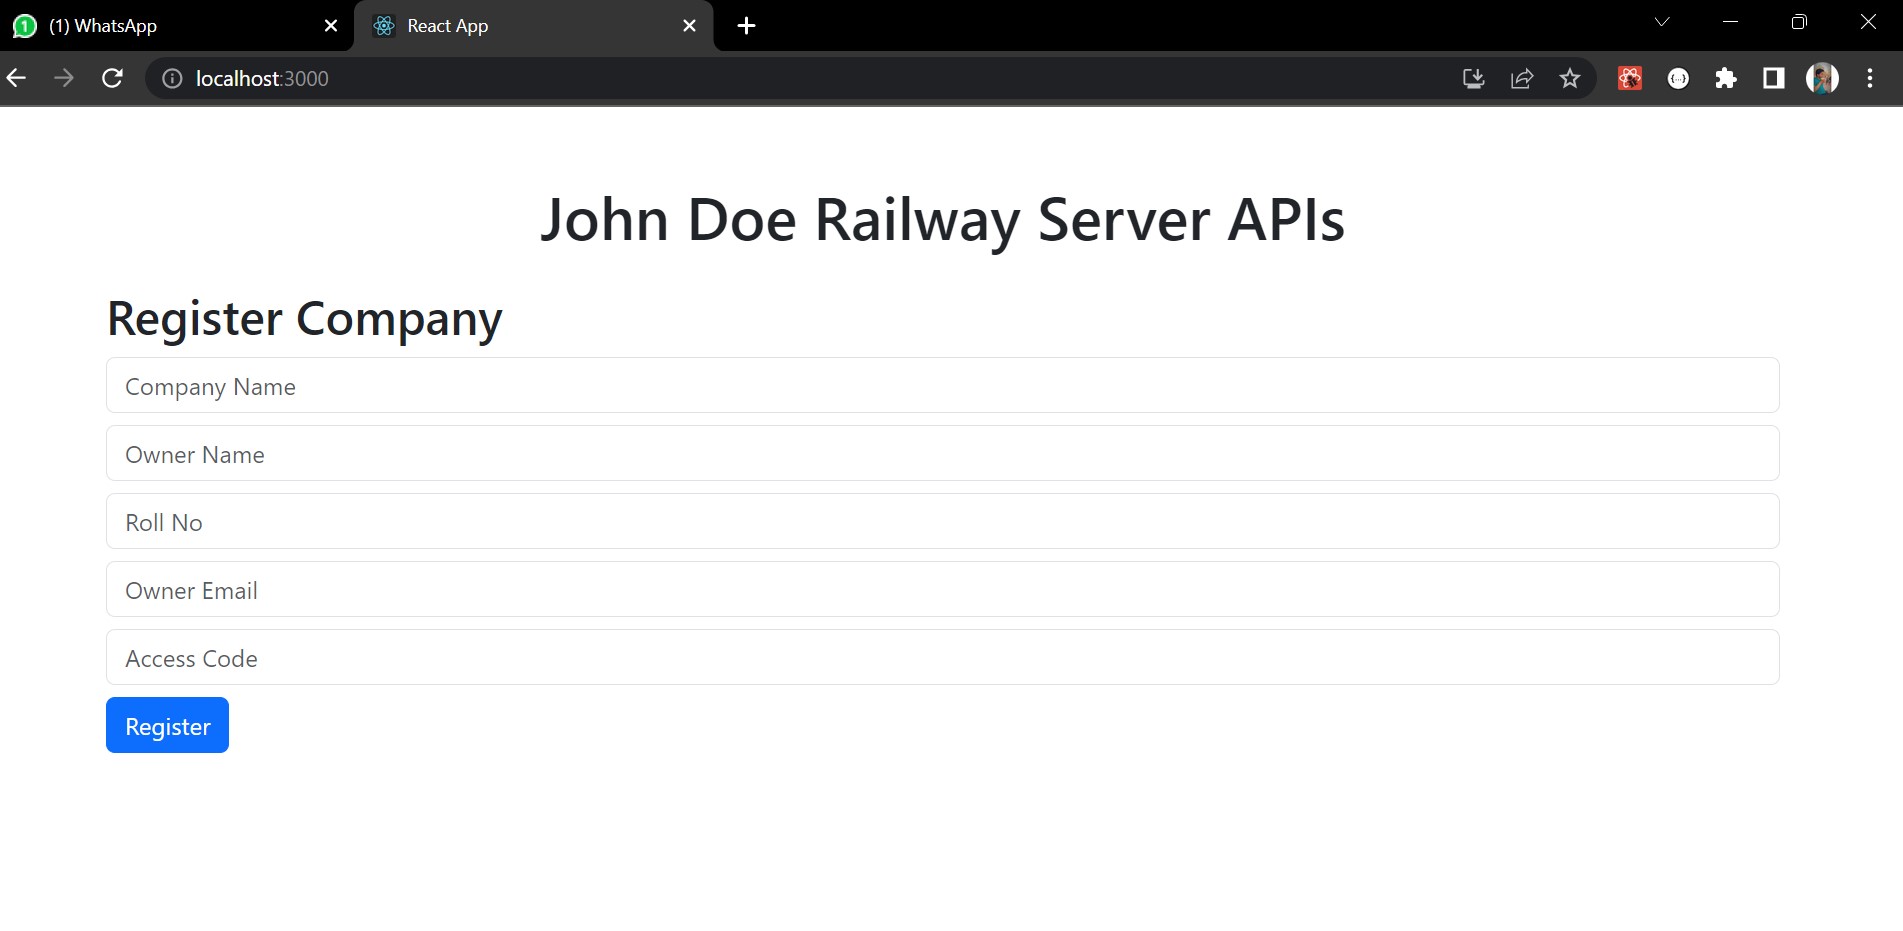 (1) WhatsApp
React App
localhost:3000
John Doe Railway Server APIs
Register Company
Company Name
Owner Name
Roll No
Owner Email
Access Code
Register